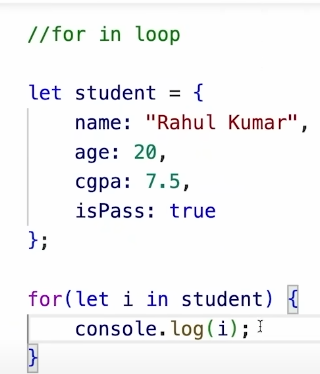 //for in loop
let student = {
    name: "Rahul Kumar",
    age: 20,
    cgpa: 7.5,
    isPass: true
};
for(let i in student) {
    console.log(i);
}